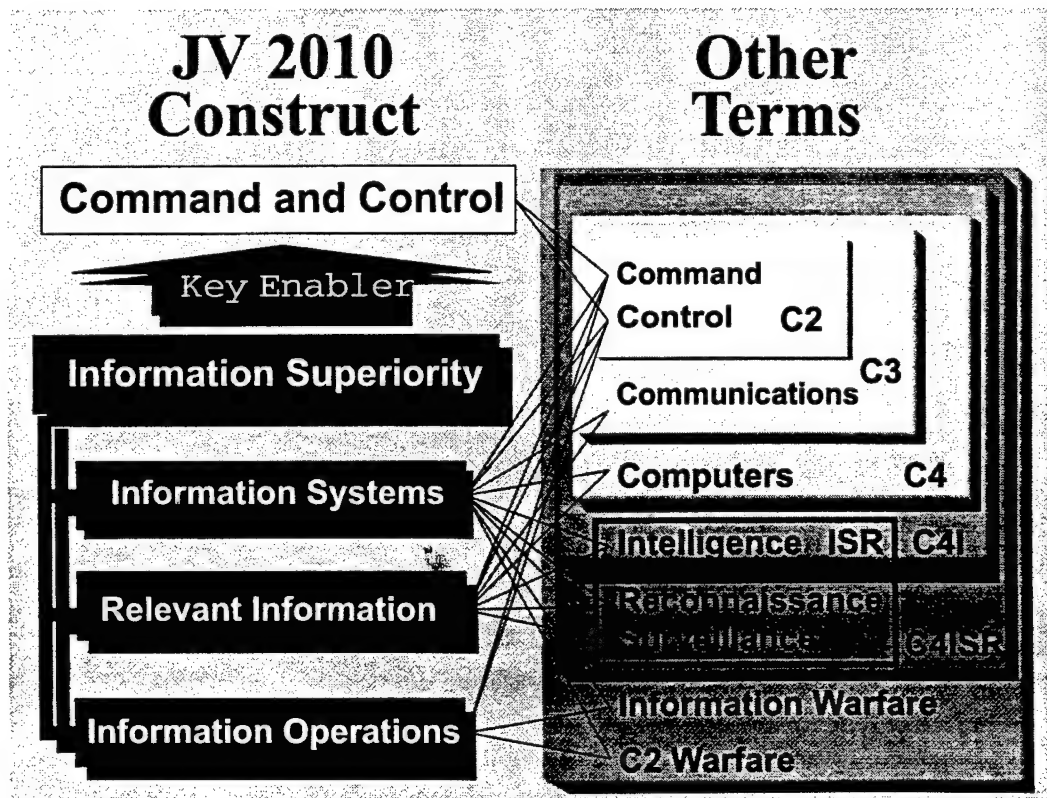 JV 2010
Construct
Command and Control
Key Enabler
Information Superiority
Information Systems
Relevant Information
Information Operations
Other
Terms
Command
Control C2
C3
Communications
Computers C4
Intelligence ISR C4I
Reconnaissance
Surveillance C4ISR
Information Warfare
C2 Warfare